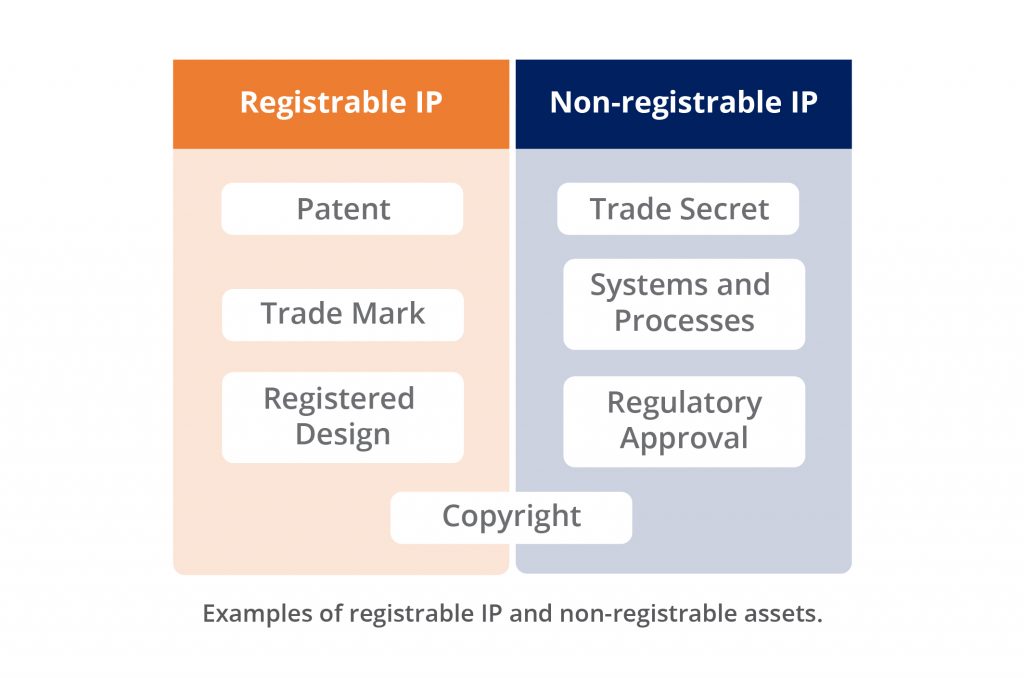 Registrable IP
Non-registrable IP
Patent
Trade Secret
Trade Mark
Systems and
Processes
Registered
Design
Regulatory
Approval
Copyright
Examples of registrable IP and non-registrable assets.